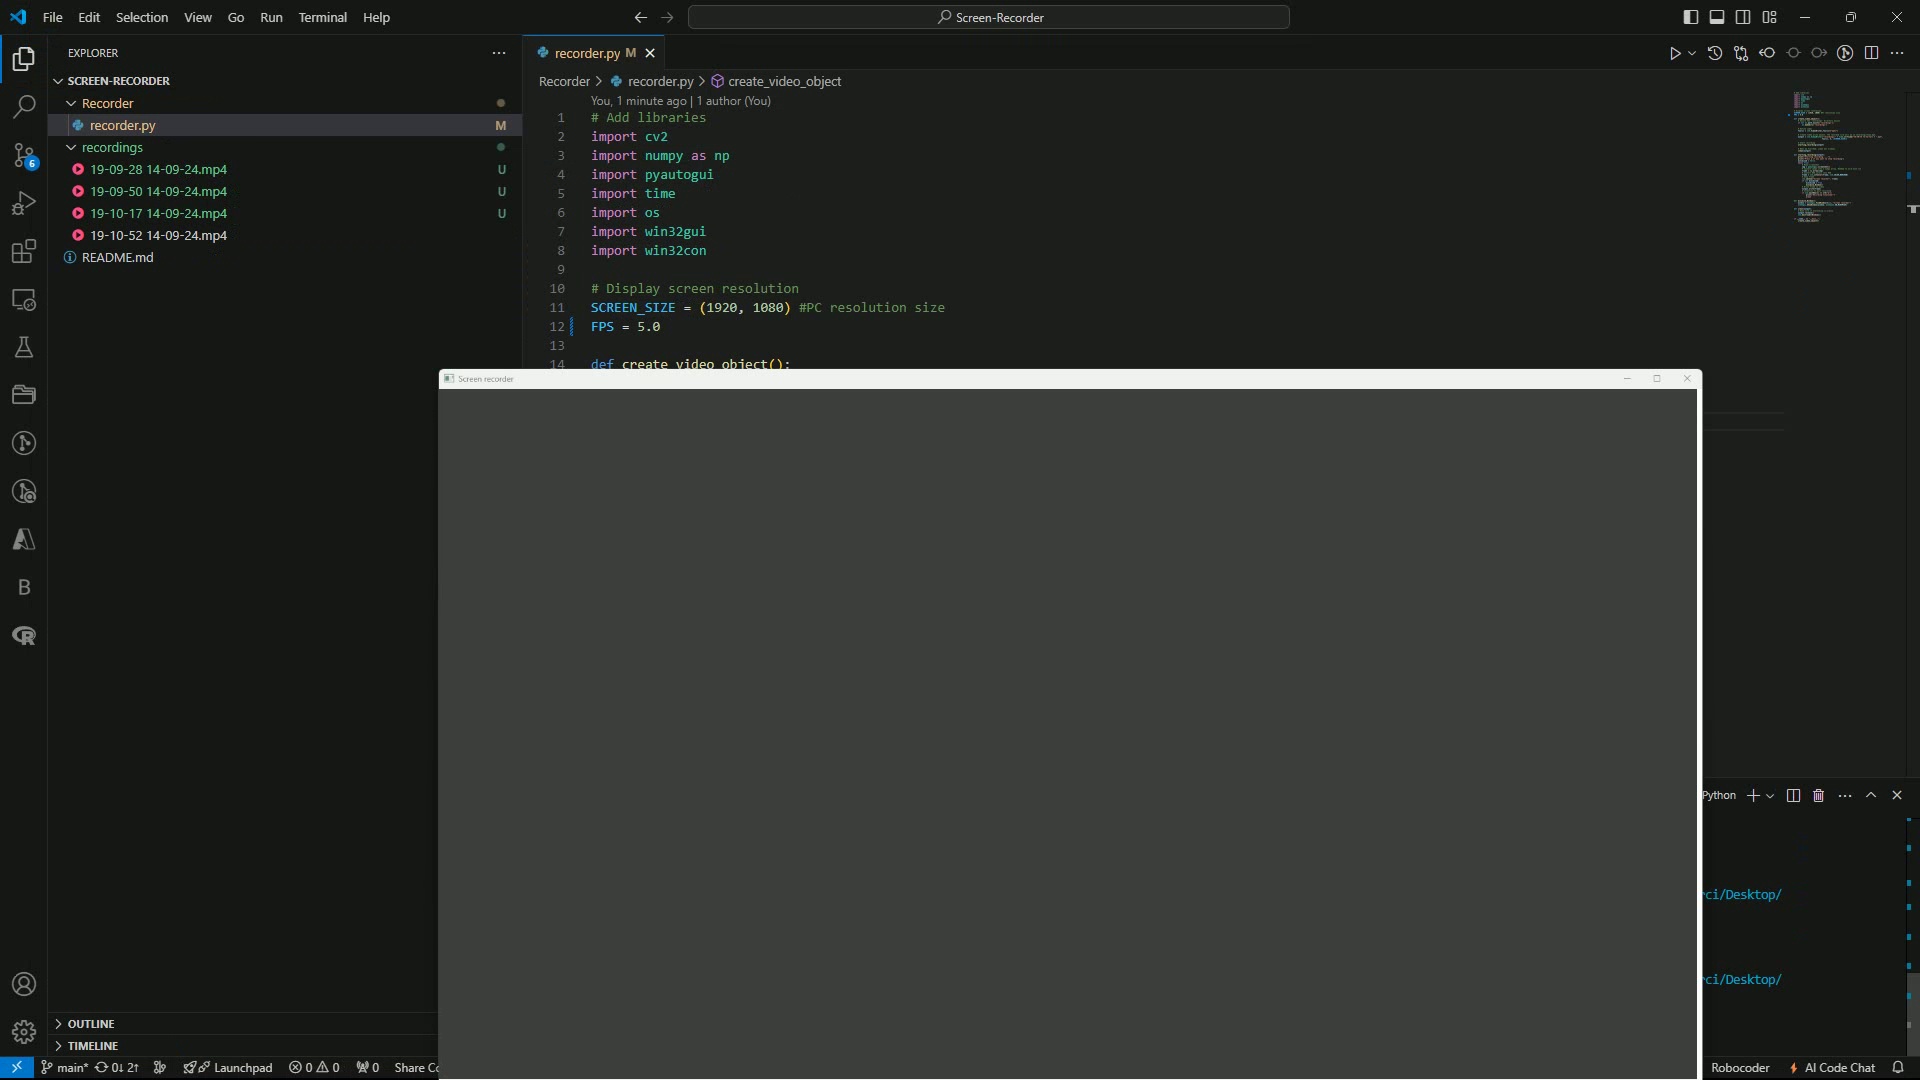 File Edit Selection View Go Run Terminal Help
Screen-Recorder
EXPLORER
SCREEN-RECORDER
Recorder
recorder.py M
recordings
19-09-28 14-09-24.mp4 U
19-09-50 14-09-24.mp4 U
19-10-17 14-09-24.mp4 U
19-10-52 14-09-24.mp4
README.md
6
B
OUTLINE
TIMELINE
recorder.py M
Recorder > recorder.py > create_video_object
You, 1 minute ago | 1 author (You)
1 # Add libraries
2 import cv2
3 import numpy as np
4 import pyautogui
5 import time
6 import os
7 import win32gui
8 import win32con
9
10 # Display screen resolution
11 SCREEN_SIZE = (1920, 1080) #PC resolution size
12 FPS = 5.0
13
14 def create_video_object():
Screen recorder
Python
rci/Desktop/
rci/Desktop/
main* 0↓ 2↑ Launchpad 0 0 0 Share Co
Robocoder AI Code Chat